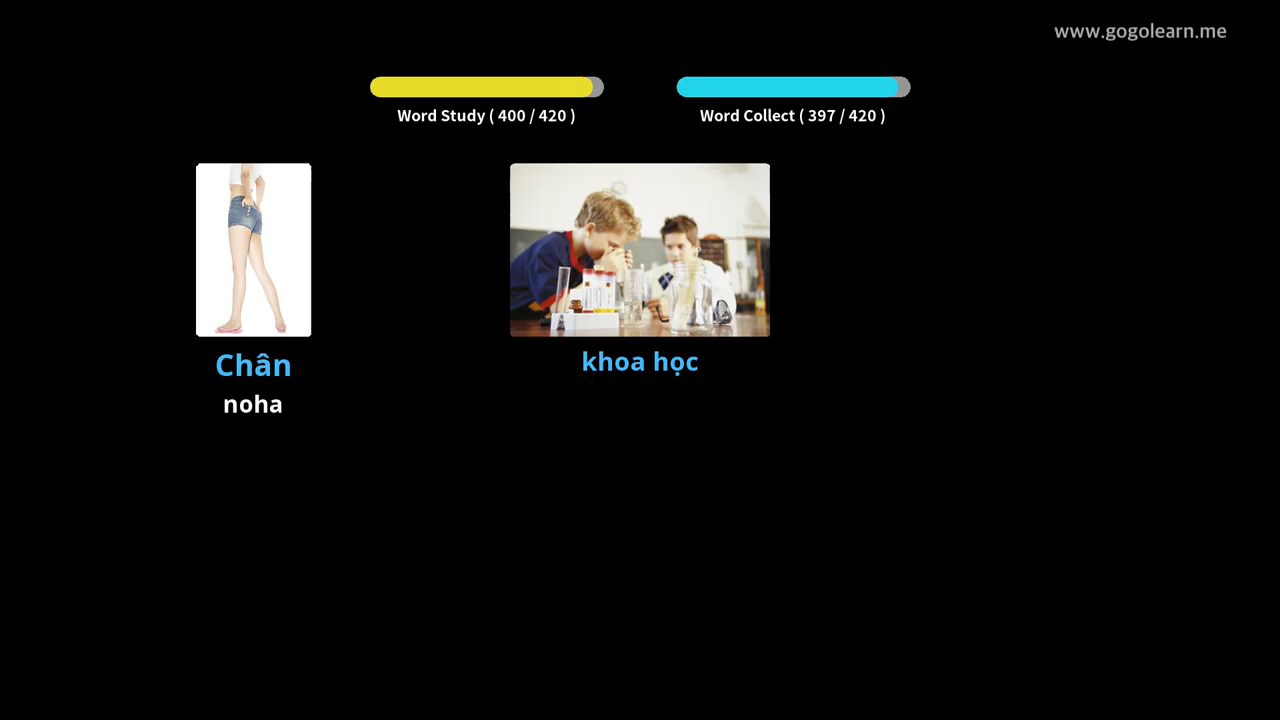 www.gogolearn.me
Word Study ( 400 / 420 )
Word Collect ( 397 / 420 )
Chân
noha
khoa học